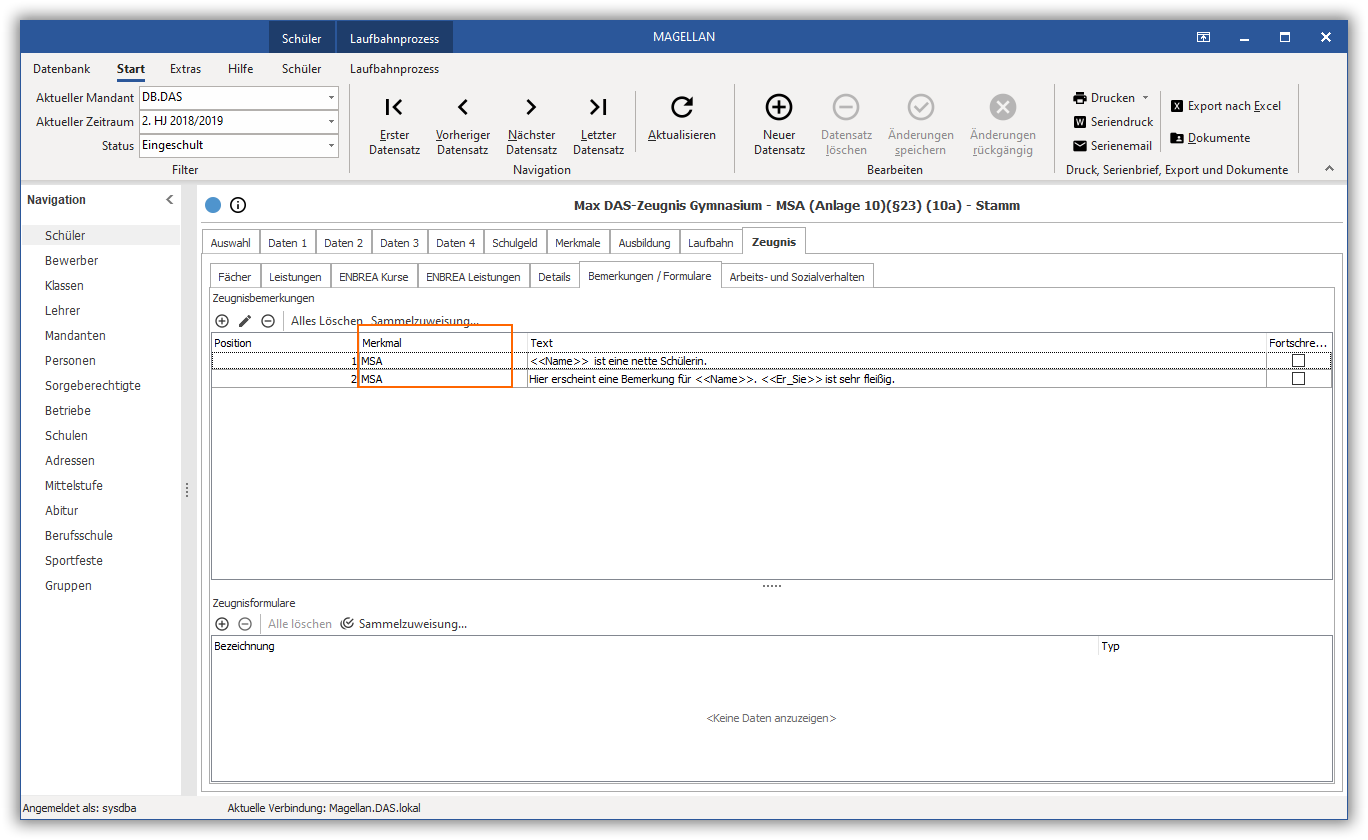 Schüler Laufbahnprozess MAGELLAN
Datenbank Start Extras Hilfe Schüler Laufbahnprozess
Aktueller Mandant DB.DAS
Aktueller Zeitraum 2. HJ 2018/2019
Status Eingeschult
Filter
Erster Datensatz
Vorheriger Datensatz
Nächster Datensatz
Letzter Datensatz
Aktualisieren
Navigation
Neuer Datensatz
Datensatz löschen
Änderungen speichern
Änderungen rückgängig
Bearbeiten
Drucken
Seriendruck
Serienemail
Export nach Excel
Dokumente
Druck, Serienbrief, Export und Dokumente
Navigation
Schüler
Bewerber
Klassen
Lehrer
Mandanten
Personen
Sorgeberechtigte
Betriebe
Schulen
Adressen
Mittelstufe
Abitur
Berufsschule
Sportfeste
Gruppen
Max DAS-Zeugnis Gymnasium - MSA (Anlage 10)(§23) (10a) - Stamm
Auswahl Daten 1 Daten 2 Daten 3 Daten 4 Schulgeld Merkmale Ausbildung Laufbahn Zeugnis
Fächer Leistungen ENBREA Kurse ENBREA Leistungen Details Bemerkungen / Formulare Arbeits- und Sozialverhalten
Zeugnisbemerkungen
Alles Löschen Sammelzuweisung...
Position Merkmal Text Fortschre...
1 MSA <<Name>> ist eine nette Schülerin.
2 MSA Hier erscheint eine Bemerkung für <<Name>>. <<Er_Sie>> ist sehr fleißig.
Zeugnisformulare
Alle löschen Sammelzuweisung...
Bezeichnung Typ
<Keine Daten anzuzeigen>
Angemeldet als: sysdba Aktuelle Verbindung: Magellan.DAS.lokal